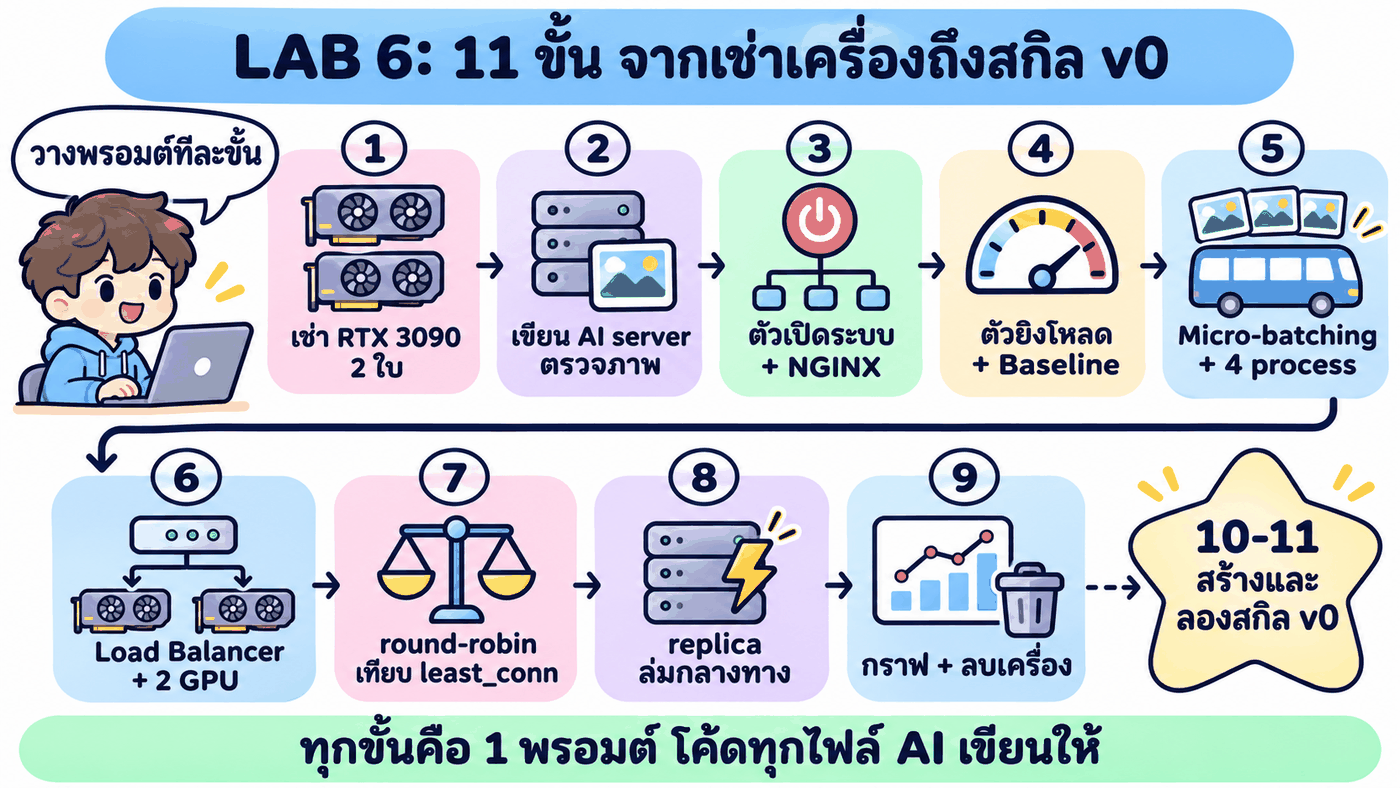 LAB 6: 11 ขั้น จากเช่าเครื่องถึงสกิล v0
วางพรอมต์ทีละขั้น
1
เช่า RTX 3090
2 ใบ
2
เขียน AI server
ตรวจภาพ
3
ตัวเปิดระบบ
+ NGINX
4
ตัวยิงโหลด
+ Baseline
5
Micro-batching
+ 4 process
6
Load Balancer
+ 2 GPU
7
round-robin
เทียบ least_conn
8
replica
ล่มกลางทาง
9
กราฟ + ลบเครื่อง
10-11
สร้างและ
ลองสกิล v0
ทุกขั้นคือ 1 พรอมต์ โค้ดทุกไฟล์ AI เขียนให้